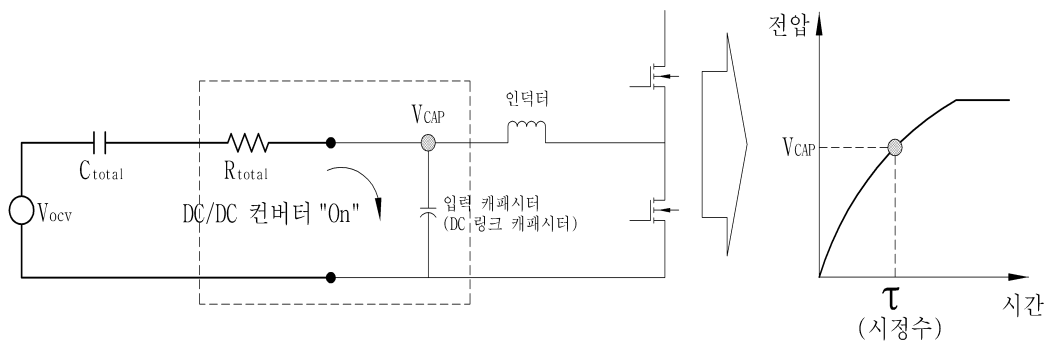 전압
인덕터
V_CAP
C_total
R_total
V_CAP
V_ocv
DC/DC 컨버터 "On"
입력 캐패시터
(DC 링크 캐패시터)
τ
(시정수)
시간